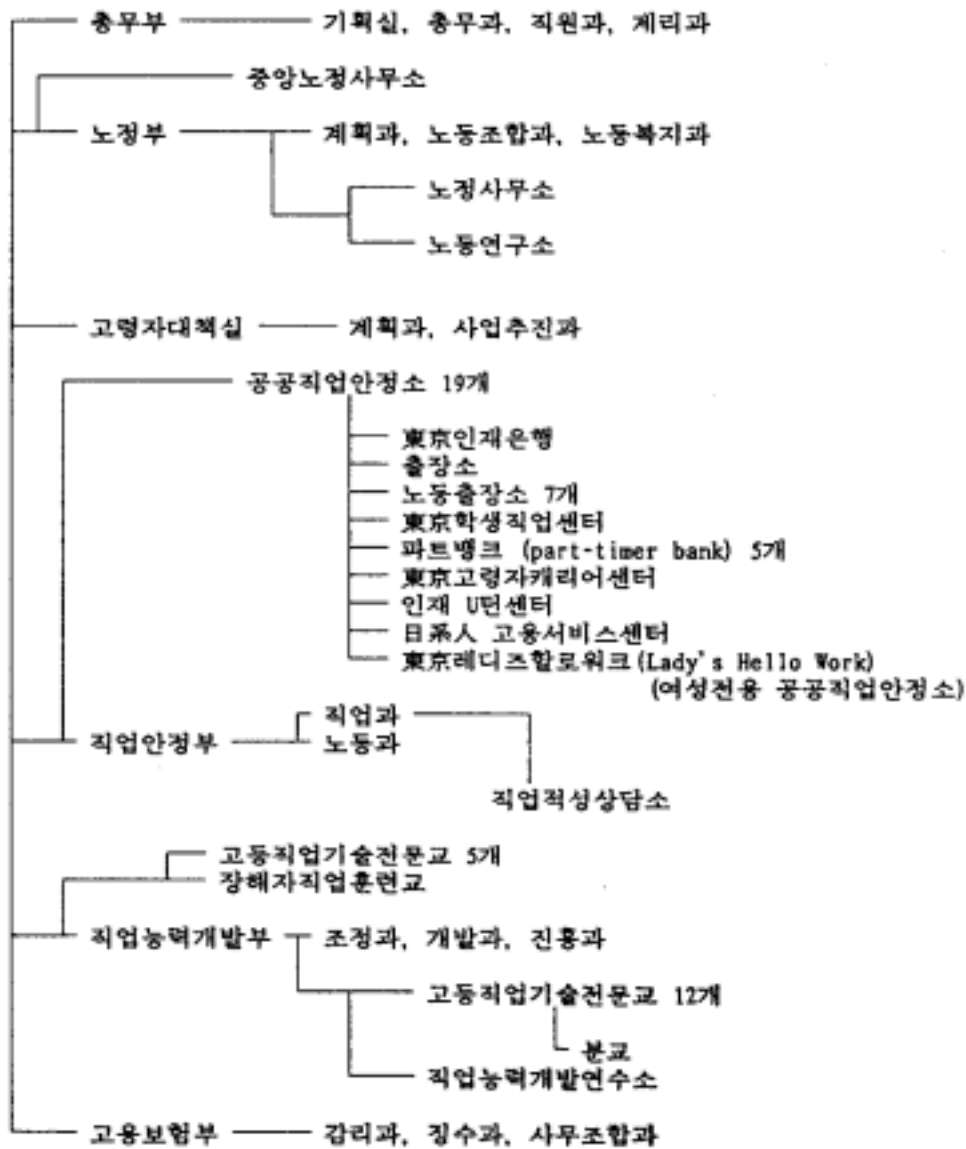 총무부 기획실, 총무과, 직원과, 계리과
중앙노정사무소
노정부 계획과, 노동조합과, 노동복지과
노정사무소
노동연구소
고령자대책실 계획과, 사업추진과
공공직업안정소 19개
東京인재은행
출장소
노동출장소 7개
東京학생직업센터
파트뱅크 (part-timer bank) 5개
東京고령자캐리어센터
인재 U턴센터
日系人 고용서비스센터
東京레디즈할로워크(Lady's Hello Work)
(여성전용 공공직업안정소)
직업과
직업안정부 노동과
직업적성상담소
고등직업기술전문교 5개
장해자직업훈련교
직업능력개발부 조정과, 개발과, 진흥과
고등직업기술전문교 12개
분교
직업능력개발연수소
고용보험부 감리과, 징수과, 사무조합과